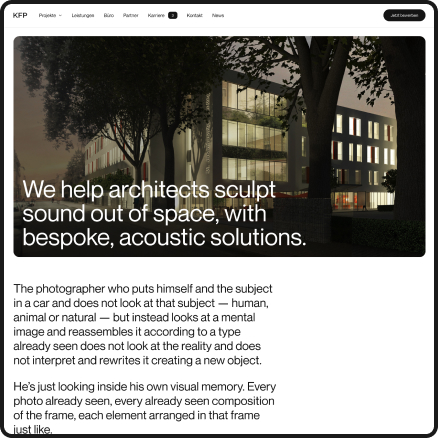 KFP Projekte Leistungen Büro Partner Karriere Kontakt News Jetzt bewerben
We help architects sculpt
sound out of space, with
bespoke, acoustic solutions.
The photographer who puts himself and the subject
in a car and does not look at that subject — human,
animal or natural — but instead looks at a mental
image and reassembles it according to a type
already seen does not look at the reality and does
not interpret and rewrites it creating a new object.
He's just looking inside his own visual memory. Every
photo already seen, every already seen composition
of the frame, each element arranged in that frame
just like.